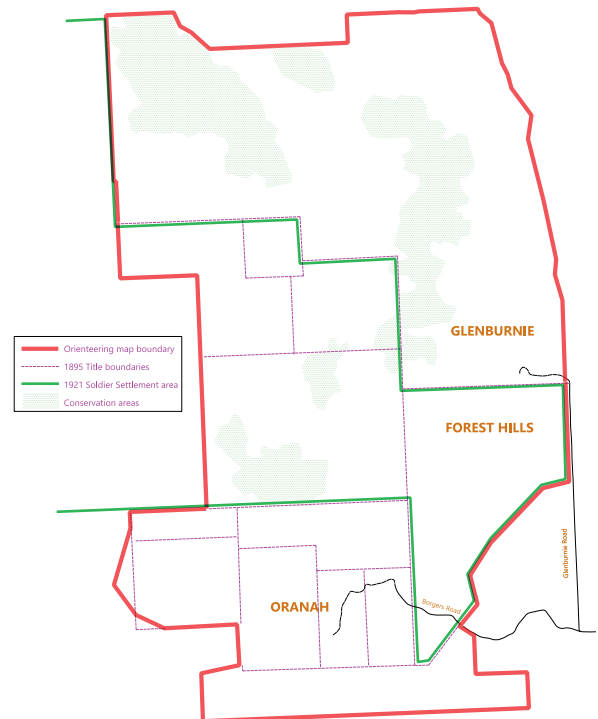 GLENBURNIE
Orienteering map boundary
1895 Title boundaries
1921 Soldier Settlement area
Conservation areas
FOREST HILLS
Glenburnie Road
ORANAH
Borgers Road